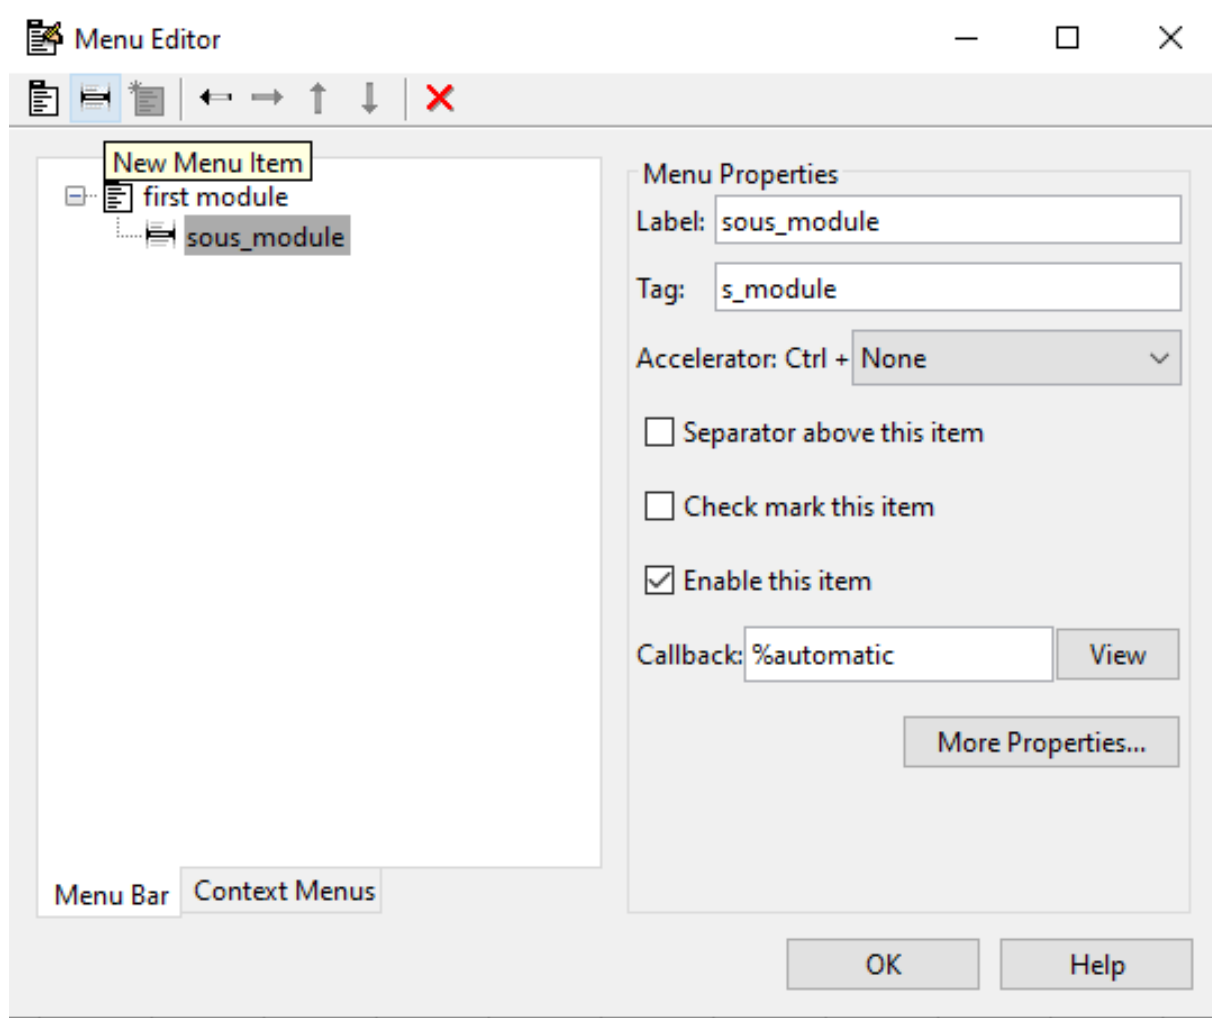 Menu Editor
New Menu Item
first module
sous_module
Menu Bar
Context Menus
Menu Properties
Label: sous_module
Tag: s_module
Accelerator: Ctrl + None
Separator above this item
Check mark this item
Enable this item
Callback: %automatic View
More Properties...
OK Help